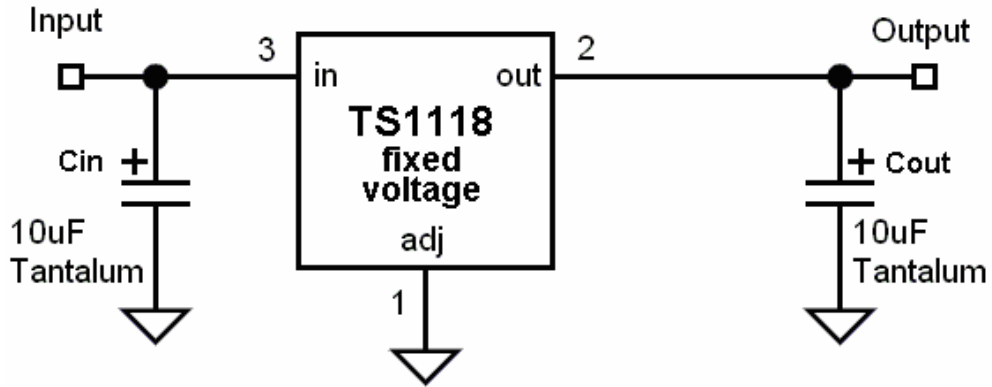 Input
Output
3
2
in
out
TS1118
fixed
voltage
adj
Cin +
+ Cout
10uF
Tantalum
10uF
Tantalum
1